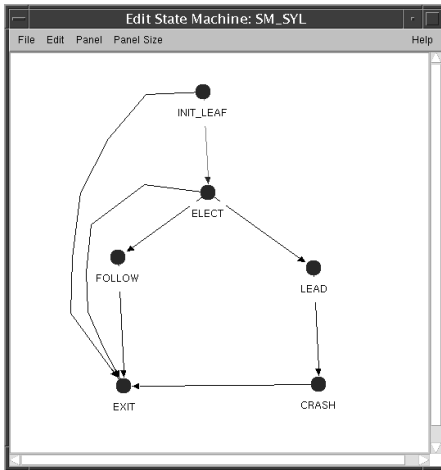 Edit State Machine: SM_SYL
File Edit Panel Panel Size Help
INIT_LEAF
ELECT
FOLLOW
LEAD
EXIT
CRASH